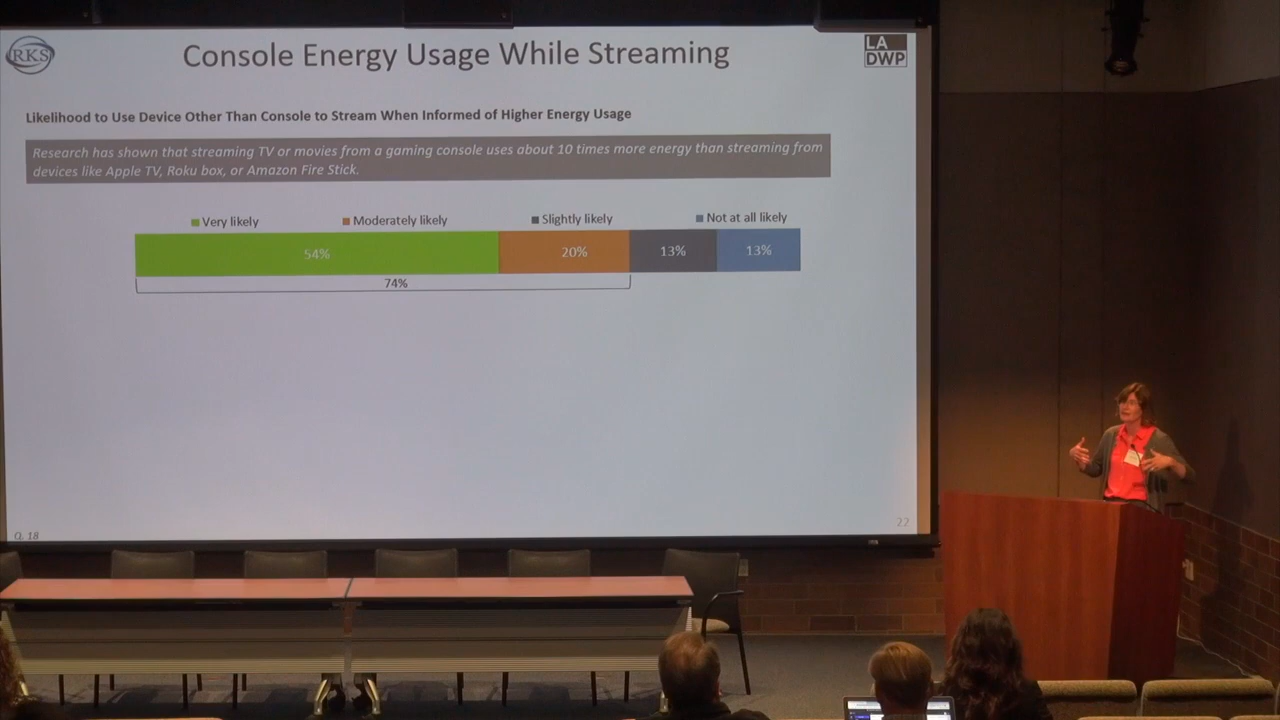 RKS
Console Energy Usage While Streaming
LA
DWP
Likelihood to Use Device Other Than Console to Stream When Informed of Higher Energy Usage
Research has shown that streaming TV or movies from a gaming console uses about 10 times more energy than streaming from
devices like Apple TV, Roku box, or Amazon Fire Stick.
Very likely Moderately likely Slightly likely Not at all likely
54% 20% 13% 13%
74%
Q. 18
22